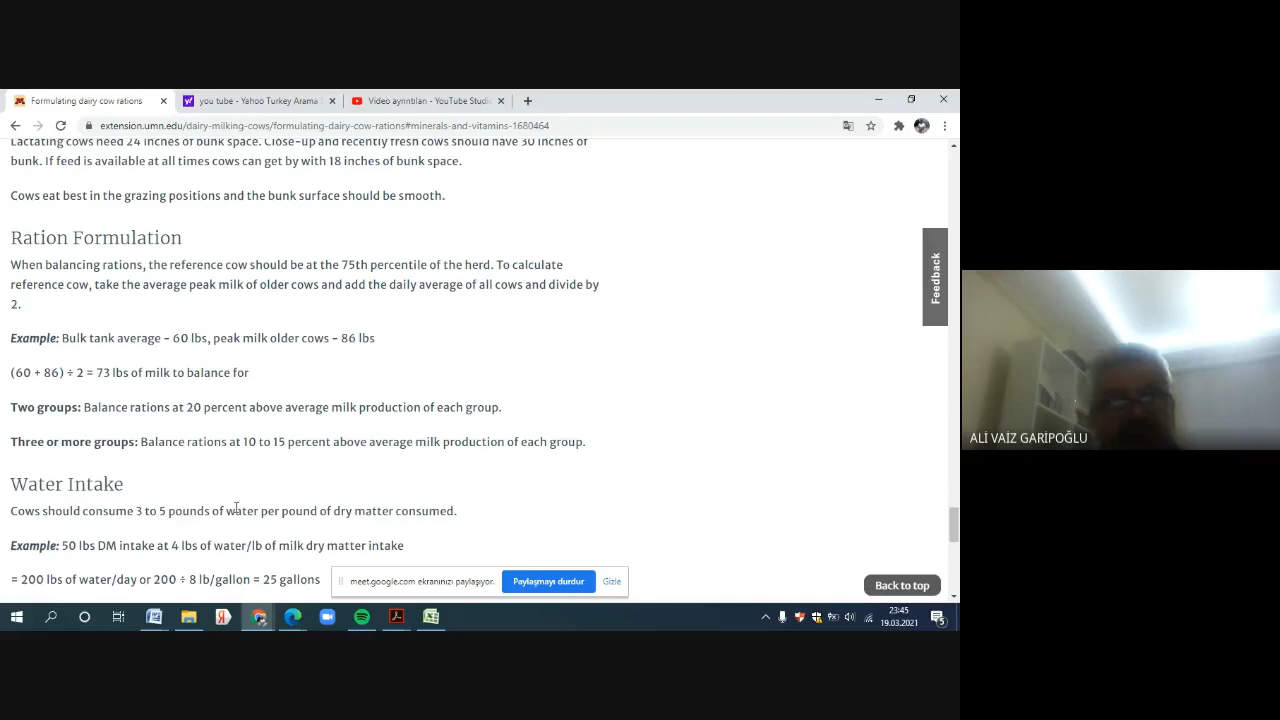 Formulating dairy cow rations
you tube - Yahoo Turkey Arama
Video ayrıntıları - YouTube Studi
extension.umn.edu/dairy-milking-cows/formulating-dairy-cow-rations#minerals-and-vitamins-1680464
Lactating cows need 24 inches of bunk space. Close-up and recently fresh cows should have 30 inches of
bunk. If feed is available at all times cows can get by with 18 inches of bunk space.
Cows eat best in the grazing positions and the bunk surface should be smooth.
Ration Formulation
When balancing rations, the reference cow should be at the 75th percentile of the herd. To calculate
reference cow, take the average peak milk of older cows and add the daily average of all cows and divide by
2.
Example: Bulk tank average – 60 lbs, peak milk older cows – 86 lbs
(60 + 86) ÷ 2 = 73 lbs of milk to balance for
Two groups: Balance rations at 20 percent above average milk production of each group.
Three or more groups: Balance rations at 10 to 15 percent above average milk production of each group.
Water Intake
Cows should consume 3 to 5 pounds of water per pound of dry matter consumed.
Example: 50 lbs DM intake at 4 lbs of water/lb of milk dry matter intake
= 200 lbs of water/day or 200 ÷ 8 lb/gallon = 25 gallons
meet.google.com ekranınızı paylaşıyor.
Paylaşmayı durdur
Gizle
Back to top
Feedback
23:45
19.03.2021
5
ALİ VAİZ GARİPOĞLU